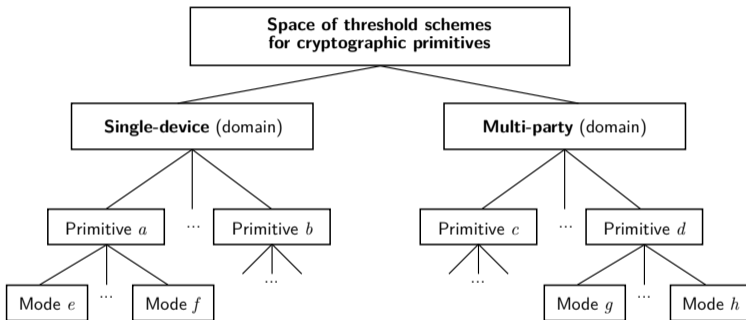 Space of threshold schemes
for cryptographic primitives
Single-device (domain)
Multi-party (domain)
Primitive a
...
Primitive b
Primitive c
...
Primitive d
...
...
Mode e
...
Mode f
Mode g
...
Mode h